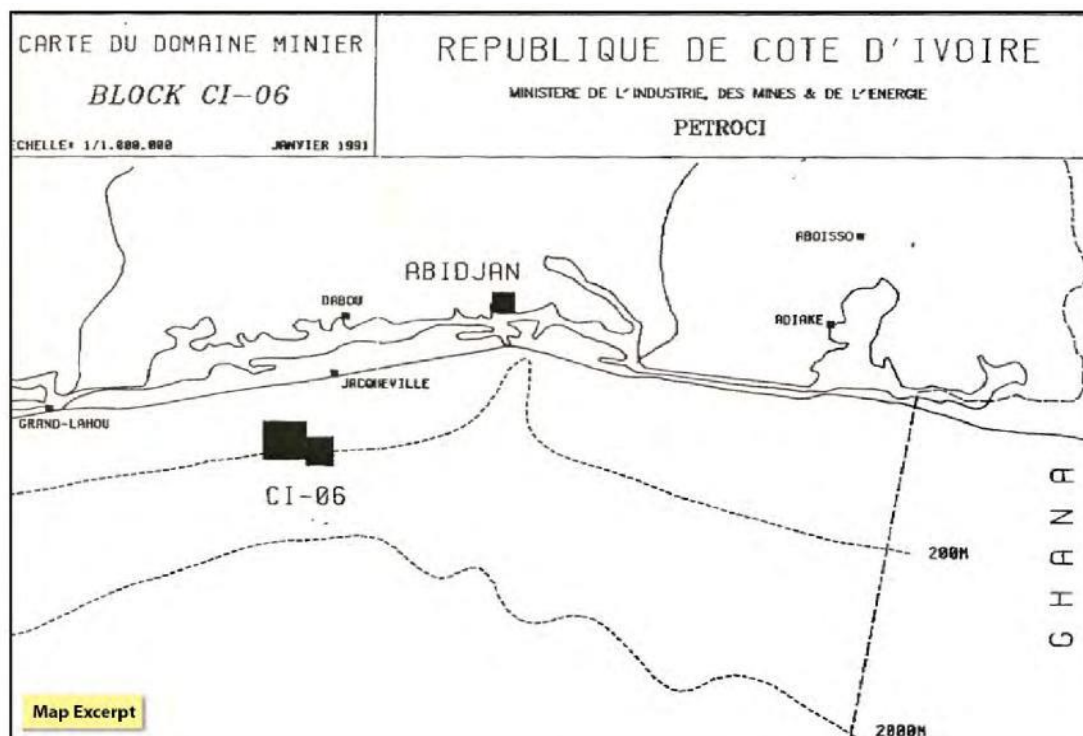 CARTE DU DOMAINE MINIER
BLOCK CI-06
ECHELLE: 1/1.000.000
JANVIER 1991
REPUBLIQUE DE COTE D'IVOIRE
MINISTERE DE L'INDUSTRIE, DES MINES & DE L'ENERGIE
PETROCI
ABOISSO
ABIDJAN
DABOU
ADIAKE
JACQUEVILLE
GRAND-LAHOU
CI-06
200M
GHANA
2000M
Map Excerpt